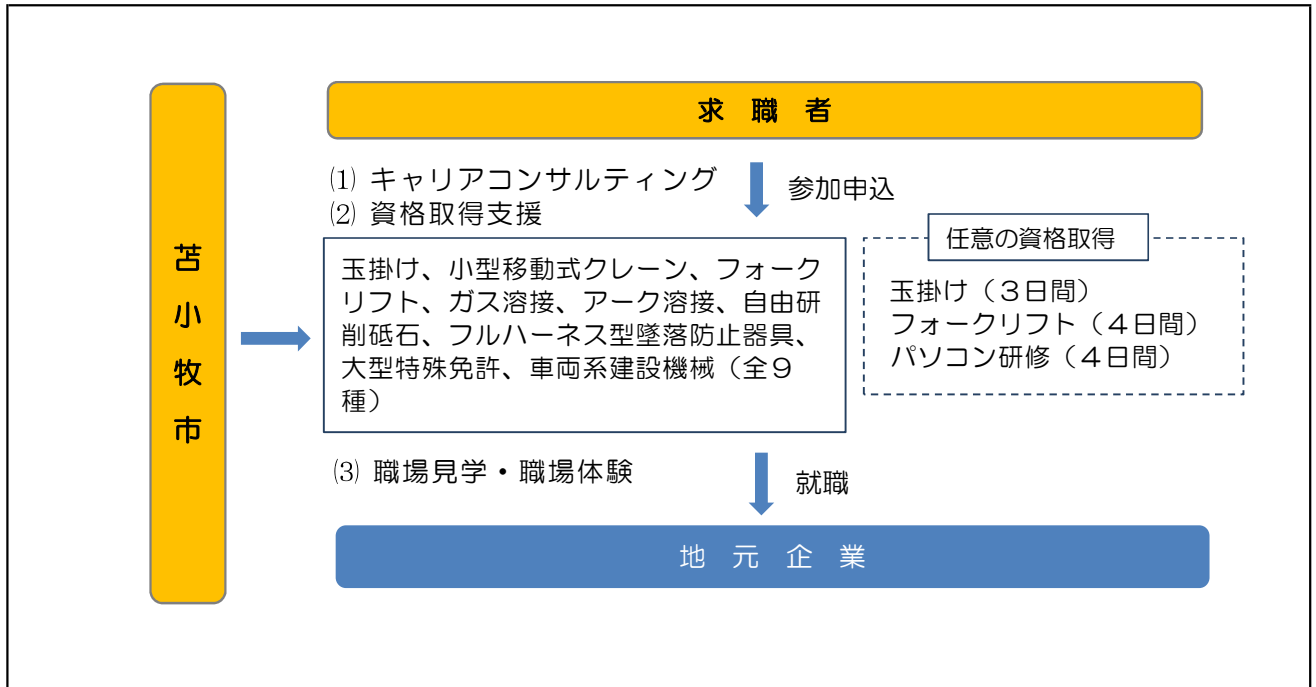 苫小牧市
求職者
⑴ キャリアコンサルティング
⑵ 資格取得支援
参加申込
玉掛け、小型移動式クレーン、フォーク
リフト、ガス溶接、アーク溶接、自由研
削砥石、フルハーネス型墜落防止器具、
大型特殊免許、車両系建設機械（全９
種）
任意の資格取得
玉掛け（３日間）
フォークリフト（４日間）
パソコン研修（４日間）
⑶ 職場見学・職場体験
就職
地元企業